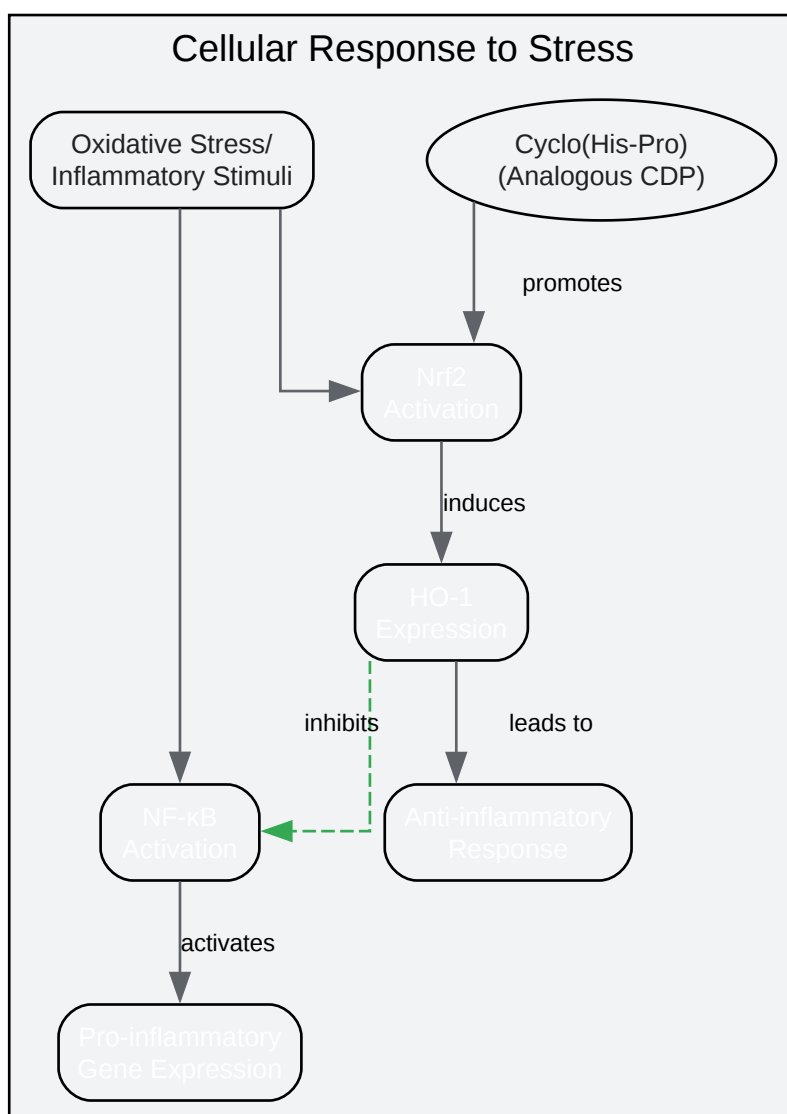 Cellular Response to Stress
Oxidative Stress/
Inflammatory Stimuli
Cyclo(His-Pro)
(Analogous CDP)
promotes
Nrf2
Activation
induces
HO-1
Expression
inhibits
leads to
NF-κB
Activation
Anti-inflammatory
Response
activates
Pro-inflammatory
Gene Expression